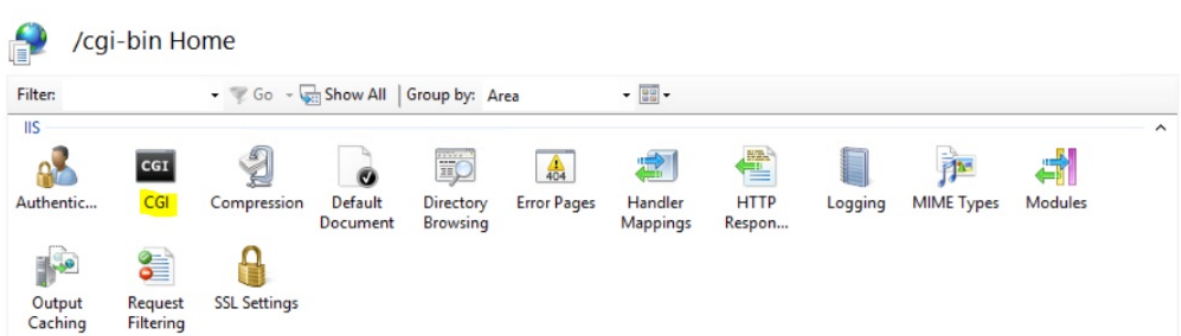 /cgi-bin Home
Filter: Go Show All Group by: Area
IIS
CGI
404
Authentic... CGI Compression Default Directory Error Pages Handler HTTP Logging MIME Types Modules
Document Browsing Mappings Respon...
Output Request SSL Settings
Caching Filtering